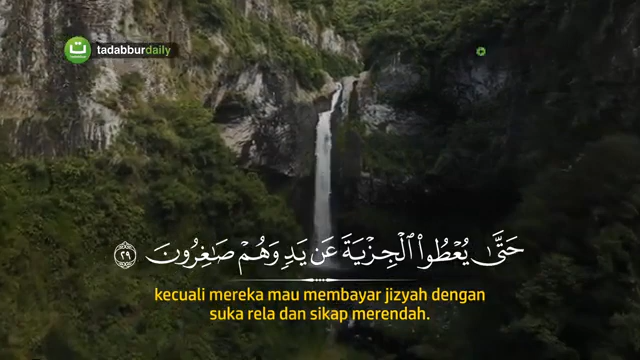 ت tadabburdaily
حَتَّىٰ يُعْطُوا۟ ٱلْجِزْيَةَ عَن يَدٍ وَهُمْ صَـٰغِرُونَ ٢٩
kecuali mereka mau membayar jizyah dengan
suka rela dan sikap merendah.